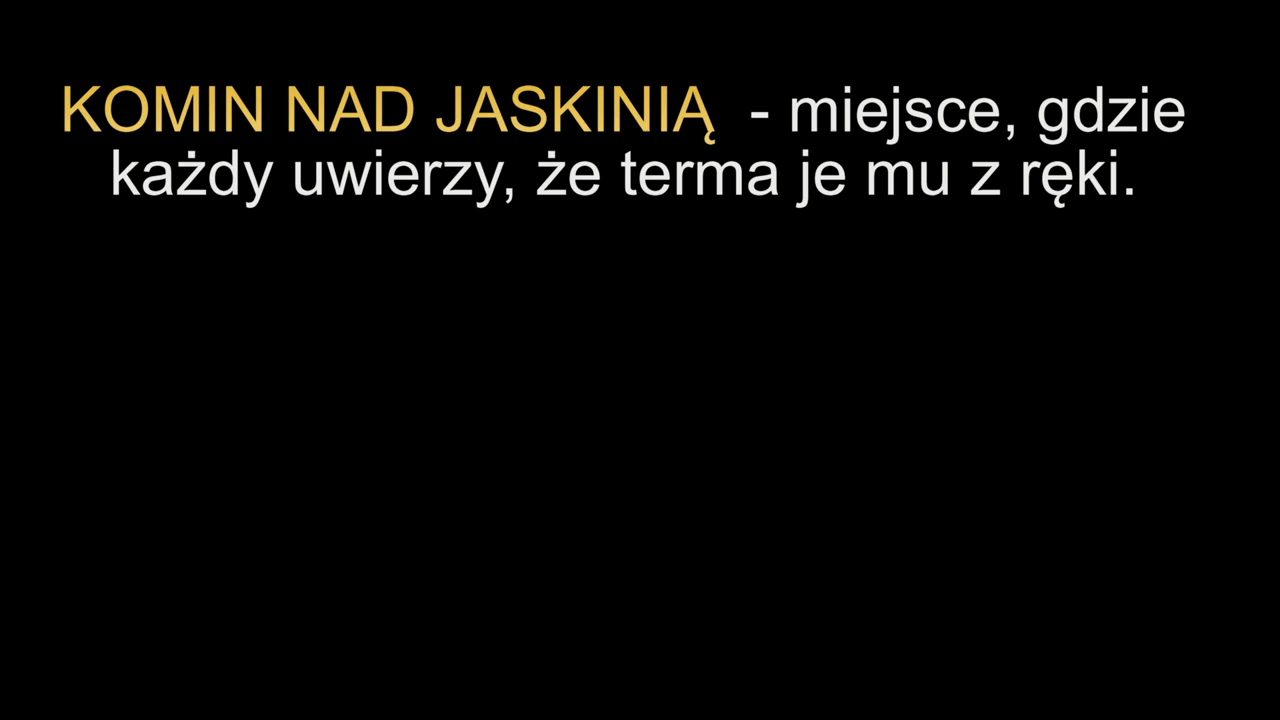 KOMIN NAD JASKINIĄ - miejsce, gdzie
każdy uwierzy, że terma je mu z ręki.